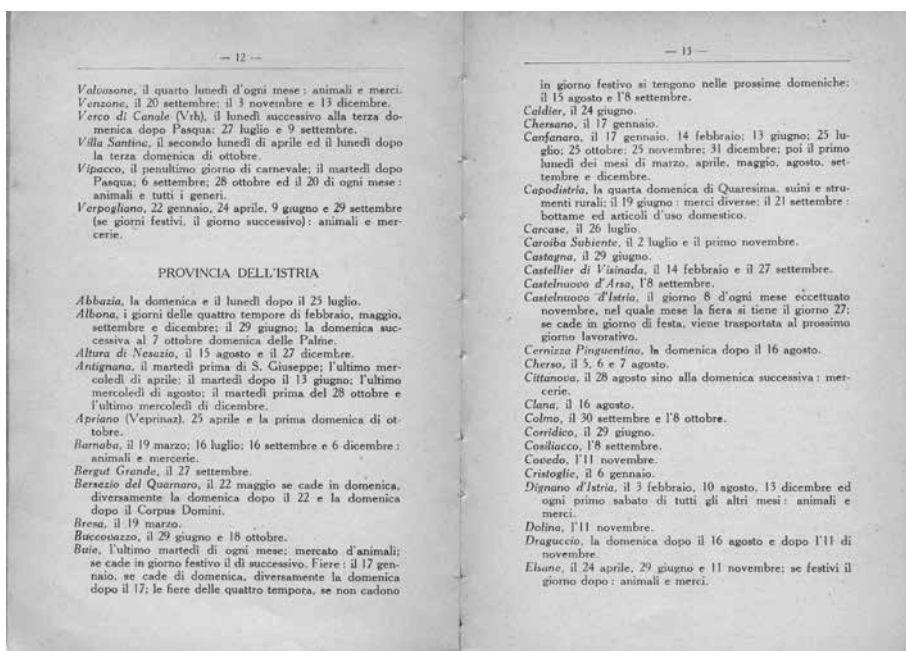 — 12 —
Valvasone, il quarto lunedì d'ogni mese : animali e merci.
Venzone, il 20 settembre; il 3 novembre e 13 dicembre.
Verco di Canale (Vrh), il lunedì successivo alla terza do-
menica dopo Pasqua; 27 luglio e 9 settembre.
Villa Santina, il secondo lunedì di aprile ed il lunedì dopo
la terza domenica di ottobre.
Vipacco, il penultimo giorno di carnevale; il martedì dopo
Pasqua; 6 settembre; 28 ottobre ed il 20 di ogni mese :
animali e tutti i generi.
Verpogliano, 22 gennaio, 24 aprile, 9 giugno e 29 settembre
(se giorni festivi, il giorno successivo) : animali e mer-
cerie.
PROVINCIA DELL'ISTRIA
Abbazia, la domenica e il lunedì dopo il 25 luglio.
Albona, i giorni delle quattro tempore di febbraio, maggio,
settembre e dicembre; il 29 giugno; la domenica suc-
cessiva al 7 ottobre domenica delle Palme.
Altura di Nesazio, il 15 agosto e il 27 dicembre.
Antignana, il martedì prima di S. Giuseppe; l'ultimo mer-
coledì di aprile; il martedì dopo il 13 giugno; l'ultimo
mercoledì di agosto; il martedì prima del 28 ottobre e
l'ultimo mercoledì di dicembre.
Apriano (Veprinaz), 25 aprile e la prima domenica di ot-
tobre.
Barnaba, il 19 marzo; 16 luglio; 16 settembre e 6 dicembre :
animali e mercerie.
Bergut Grande, il 27 settembre.
Bersezio del Quarnaro, il 22 maggio se cade in domenica,
diversamente la domenica dopo il 22 e la domenica
dopo il Corpus Domini.
Bresa, il 19 marzo.
Buccovazzo, il 29 giugno e 18 ottobre.
Buie, l'ultimo martedì di ogni mese; mercato d'animali;
se cade in giorno festivo il dì successivo. Fiere : il 17 gen-
naio, se cade di domenica, diversamente la domenica
dopo il 17; le fiere delle quattro tempora, se non cadono
— 13 —
in giorno festivo si tengono nelle prossime domeniche;
il 15 agosto e l'8 settembre.
Caldier, il 24 giugno.
Chersano, il 17 gennaio.
Canfanaro, il 17 gennaio, 14 febbraio; 13 giugno; 25 lu-
glio; 25 ottobre; 25 novembre; 31 dicembre; poi il primo
lunedì dei mesi di marzo, aprile, maggio, agosto, set-
tembre e dicembre.
Capodistria, la quarta domenica di Quaresima, suini e stru-
menti rurali; il 19 giugno : merci diverse; il 21 settembre :
bottame ed articoli d'uso domestico.
Carcase, il 26 luglio.
Caroiba Subiente, il 2 luglio e il primo novembre.
Castagna, il 29 giugno.
Castellier di Visinada, il 14 febbraio e il 27 settembre.
Castelnuovo d'Arsa, l'8 settembre.
Castelnuovo d'Istria, il giorno 8 d'ogni mese eccettuato
novembre, nel quale mese la fiera si tiene il giorno 27;
se cade in giorno di festa, viene trasportata al prossimo
giorno lavorativo.
Cernizza Pinguentina, la domenica dopo il 16 agosto.
Cherso, il 5, 6 e 7 agosto.
Cittanova, il 28 agosto sino alla domenica successiva : mer-
cerie.
Clana, il 16 agosto.
Colmo, il 30 settembre e l'8 ottobre.
Corridico, il 29 giugno.
Cosiliacco, l'8 settembre.
Covedo, l'11 novembre.
Cristoglie, il 6 gennaio.
Dignano d'Istria, il 3 febbraio, 10 agosto, 13 dicembre ed
ogni primo sabato di tutti gli altri mesi : animali e
merci.
Dolina, l'11 novembre.
Draguccio, la domenica dopo il 16 agosto e dopo l'11 di
novembre.
Elsane, il 24 aprile, 29 giugno e 11 novembre; se festivi il
giorno dopo : animali e merci.